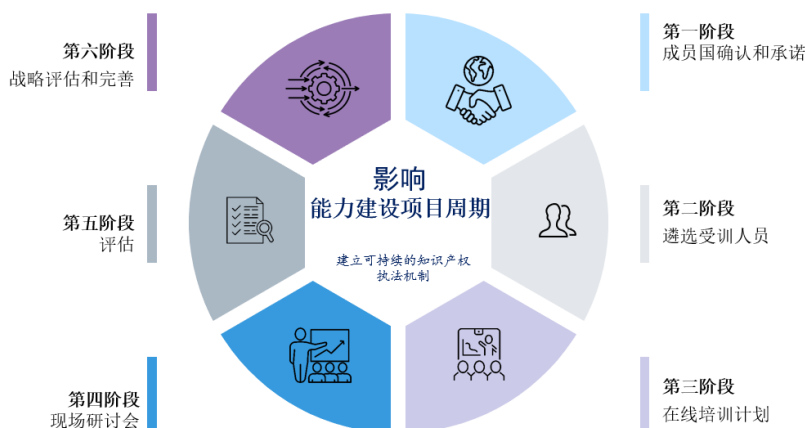 第一阶段
成员国确认和承诺
第二阶段
遴选受训人员
第三阶段
在线培训计划
第四阶段
现场研讨会
第五阶段
评估
第六阶段
战略评估和完善
影响
能力建设项目周期
建立可持续的知识产权
执法机制